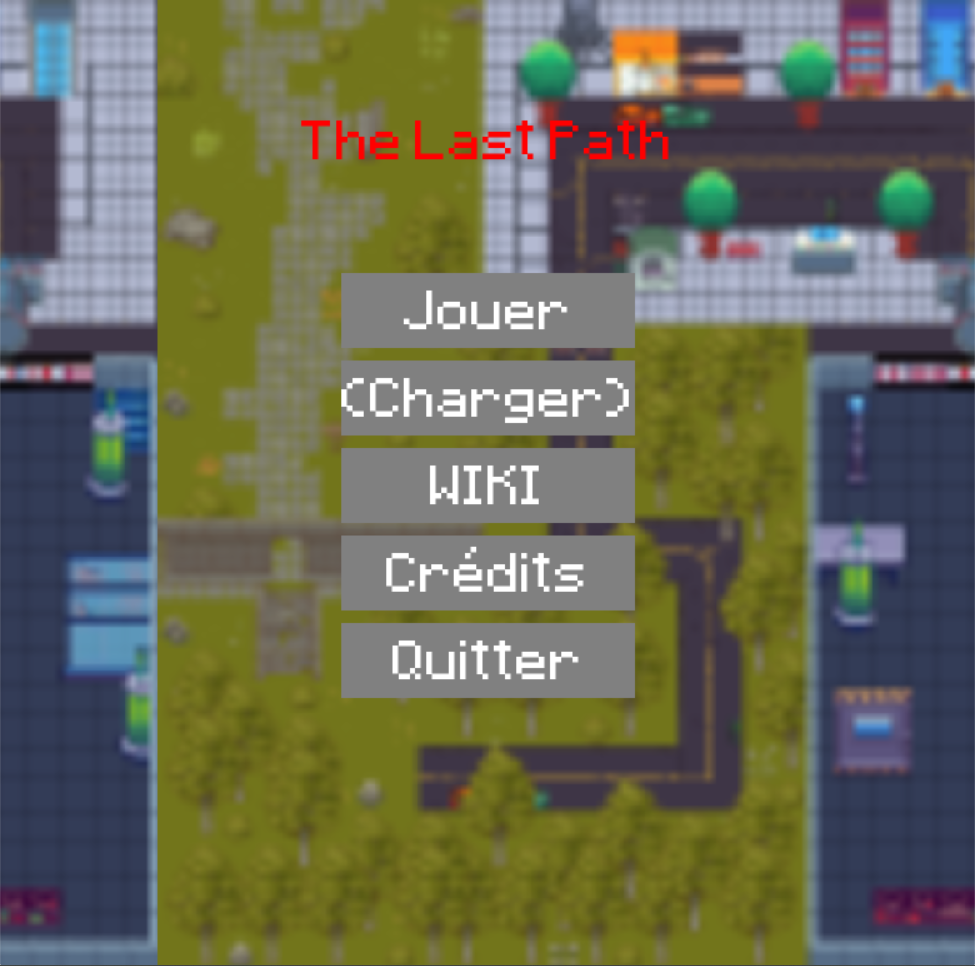 The Last Path
Jouer
(Charger)
WIKI
Crédits
Quitter